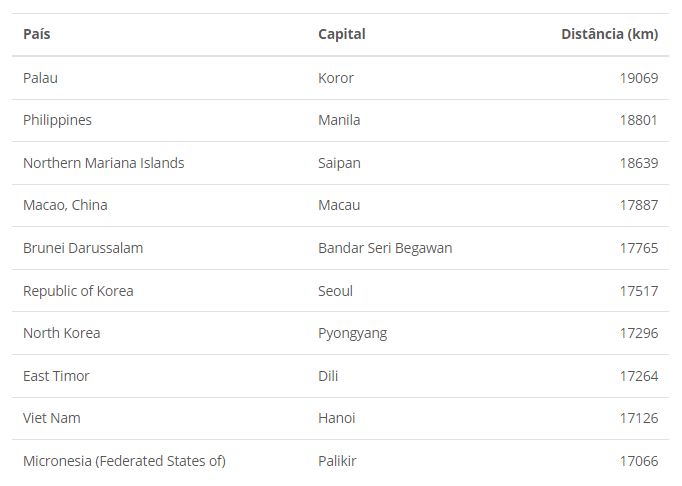 País Capital Distância (km)
Palau Koror 19069
Philippines Manila 18801
Northern Mariana Islands Saipan 18639
Macao, China Macau 17887
Brunei Darussalam Bandar Seri Begawan 17765
Republic of Korea Seoul 17517
North Korea Pyongyang 17296
East Timor Dili 17264
Viet Nam Hanoi 17126
Micronesia (Federated States of) Palikir 17066